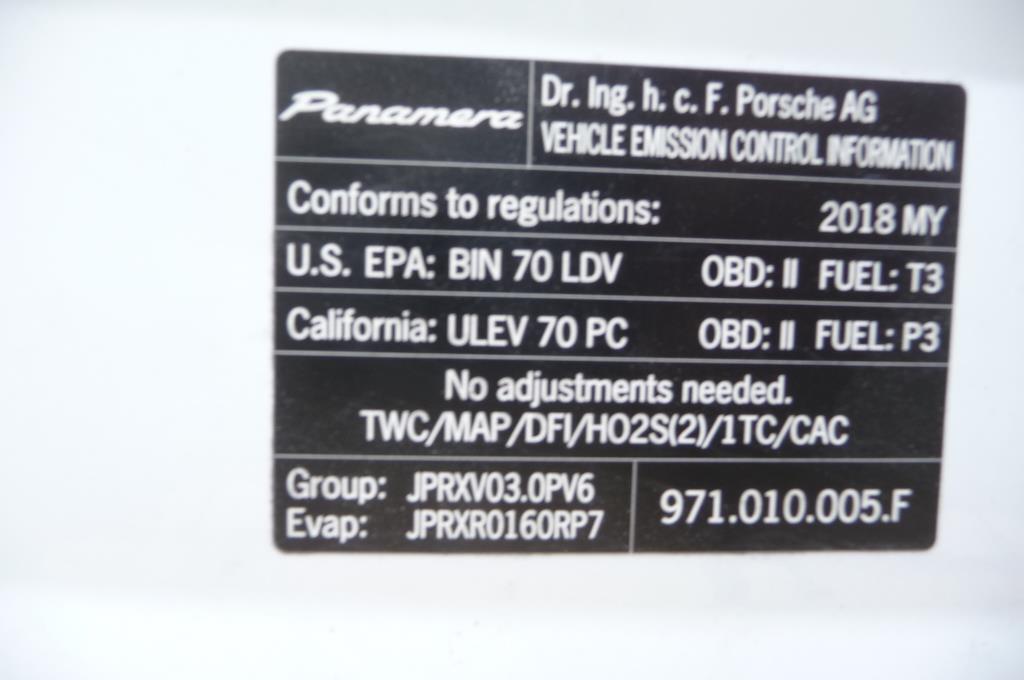 Panamera
Dr. Ing. h. c. F. Porsche AG
VEHICLE EMISSION CONTROL INFORMATION
Conforms to regulations: 2018 MY
U.S. EPA: BIN 70 LDV OBD: II FUEL: T3
California: ULEV 70 PC OBD: II FUEL: P3
No adjustments needed.
TWC/MAP/DFI/HO2S(2)/1TC/CAC
Group: JPRXV03.0PV6
Evap: JPRXR0160RP7
971.010.005.F